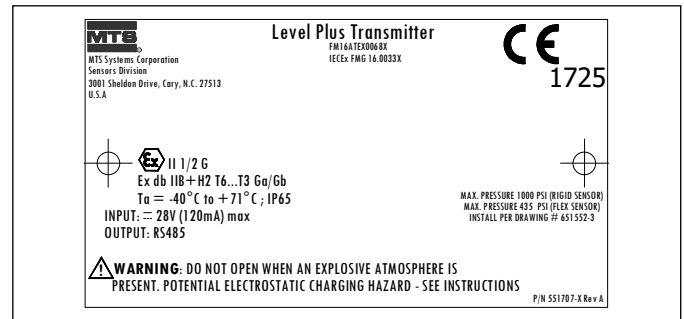 MTS
Level Plus Transmitter
FM16ATEX0068X
IECEx FMG 16.0033X
CE
1725
MTS Systems Corporation
Sensors Division
3001 Sheldon Drive, Cary, N.C. 27513
U.S.A
Ex II 1/2 G
Ex db IIB+H2 T6...T3 Ga/Gb
Ta = -40°C to +71°C ; IP65
INPUT: ⎓ 28V (120mA) max
OUTPUT: RS485
MAX. PRESSURE 1000 PSI (RIGID SENSOR)
MAX. PRESSURE 435 PSI (FLEX SENSOR)
INSTALL PER DRAWING # 651552-3
WARNING: DO NOT OPEN WHEN AN EXPLOSIVE ATMOSPHERE IS
PRESENT. POTENTIAL ELECTROSTATIC CHARGING HAZARD - SEE INSTRUCTIONS
P/N 551707-X Rev A